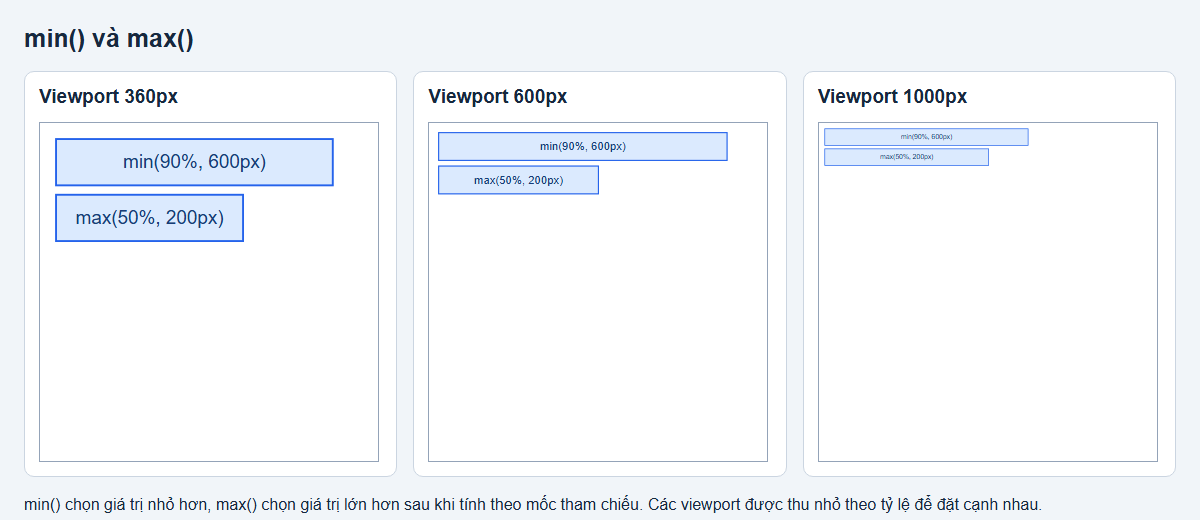 min() và max()
Viewport 360px
min(90%, 600px)
max(50%, 200px)
Viewport 600px
min(90%, 600px)
max(50%, 200px)
Viewport 1000px
min(90%, 600px)
max(50%, 200px)
min() chọn giá trị nhỏ hơn, max() chọn giá trị lớn hơn sau khi tính theo mốc tham chiếu. Các viewport được thu nhỏ theo tỷ lệ để đặt cạnh nhau.